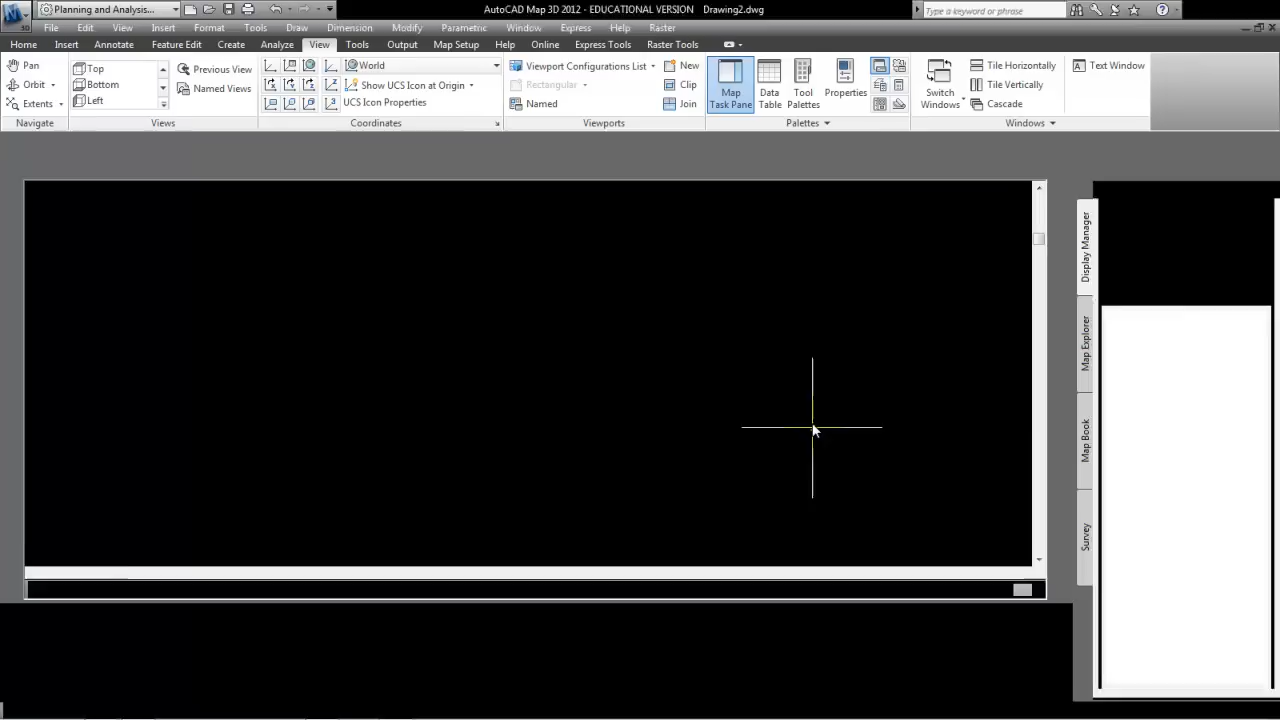 Planning and Analysis... AutoCAD Map 3D 2012 - EDUCATIONAL VERSION Drawing2.dwg Type a keyword or phrase
3D File Edit View Insert Format Tools Draw Dimension Modify Parametric Window Express Help Raster
Home Insert Annotate Feature Edit Create Analyze View Tools Output Map Setup Help Online Express Tools Raster Tools
Pan Top Previous View World Viewport Configurations List New Tile Horizontally Text Window
Orbit Bottom Named Views Show UCS Icon at Origin Rectangular Clip Map Task Pane Data Table Tool Palettes Properties Switch Windows Tile Vertically
Extents Left UCS Icon Properties Named Join Cascade
Navigate Views Coordinates Viewports Palettes Windows
Display Manager
Map Explorer
Map Book
Survey